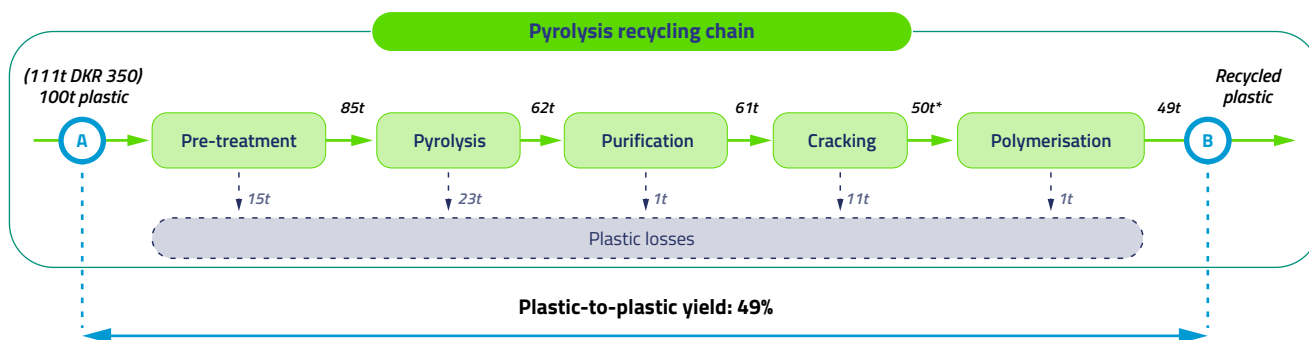 Pyrolysis recycling chain
(111t DKR 350)
100t plastic
Recycled
plastic
A
Pre-treatment
85t
Pyrolysis
62t
Purification
61t
Cracking
50t*
Polymerisation
49t
B
15t
23t
1t
11t
1t
Plastic losses
Plastic-to-plastic yield: 49%